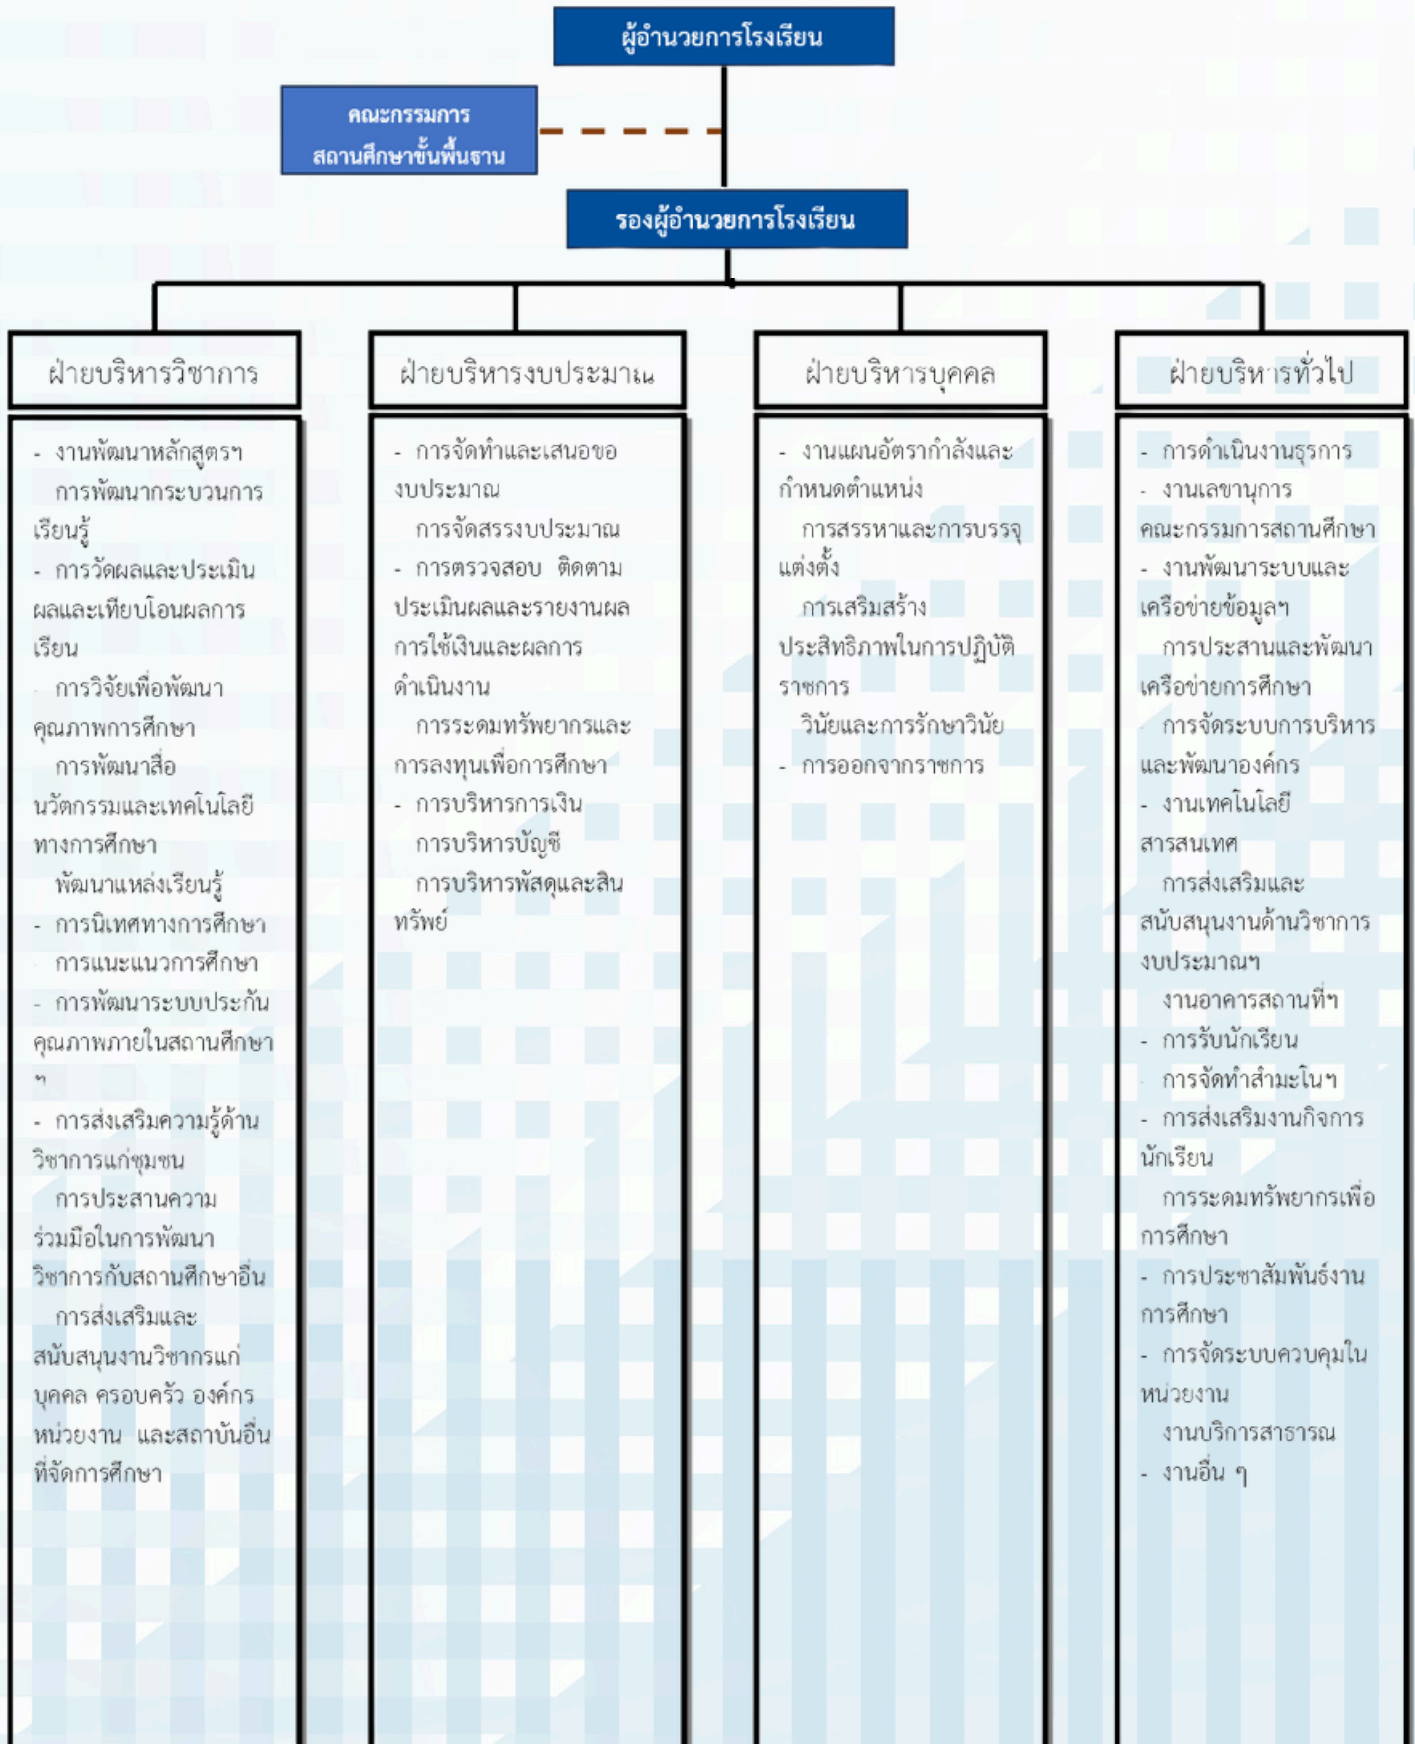 ผู้อำนวยการโรงเรียน
คณะกรรมการ
สถานศึกษาขั้นพื้นฐาน
รองผู้อำนวยการโรงเรียน
ฝ่ายบริหารวิชาการ
- งานพัฒนาหลักสูตรฯ
การพัฒนากระบวนการ
เรียนรู้
- การวัดผลและประเมิน
ผลและเทียบโอนผลการ
เรียน
- การวิจัยเพื่อพัฒนา
คุณภาพการศึกษา
การพัฒนาสื่อ
นวัตกรรมและเทคโนโลยี
ทางการศึกษา
พัฒนาแหล่งเรียนรู้
- การนิเทศทางการศึกษา
- การแนะแนวการศึกษา
- การพัฒนาระบบประกัน
คุณภาพภายในสถานศึกษา
ฯ
- การส่งเสริมความรู้ด้าน
วิชาการแก่ชุมชน
การประสานความ
ร่วมมือในการพัฒนา
วิชาการกับสถานศึกษาอื่น
การส่งเสริมและ
สนับสนุนงานวิชากรแก่
บุคคล ครอบครัว องค์กร
หน่วยงาน และสถาบันอื่น
ที่จัดการศึกษา
ฝ่ายบริหารงบประมาณ
- การจัดทำและเสนอขอ
งบประมาณ
การจัดสรรงบประมาณ
- การตรวจสอบ ติดตาม
ประเมินผลและรายงานผล
การใช้เงินและผลการ
ดำเนินงาน
การระดมทรัพยากรและ
การลงทุนเพื่อการศึกษา
- การบริหารการเงิน
การบริหารบัญชี
การบริหารพัสดุและสิน
ทรัพย์
ฝ่ายบริหารบุคคล
- งานแผนอัตรากำลังและ
กำหนดตำแหน่ง
การสรรหาและการบรรจุ
แต่งตั้ง
การเสริมสร้าง
ประสิทธิภาพในการปฏิบัติ
ราชการ
วินัยและการรักษาวินัย
- การออกจากราชการ
ฝ่ายบริหารทั่วไป
- การดำเนินงานธุรการ
- งานเลขานุการ
คณะกรรมการสถานศึกษา
- งานพัฒนาระบบและ
เครือข่ายข้อมูลฯ
การประสานและพัฒนา
เครือข่ายการศึกษา
- การจัดระบบการบริหาร
และพัฒนาองค์กร
- งานเทคโนโลยี
สารสนเทศ
การส่งเสริมและ
สนับสนุนงานด้านวิชาการ
งบประมาณฯ
งานอาคารสถานที่ฯ
- การรับนักเรียน
- การจัดทำสำมะโนฯ
- การส่งเสริมงานกิจการ
นักเรียน
การระดมทรัพยากรเพื่อ
การศึกษา
- การประชาสัมพันธ์งาน
การศึกษา
- การจัดระบบควบคุมใน
หน่วยงาน
งานบริการสาธารณ
- งานอื่น ๆ